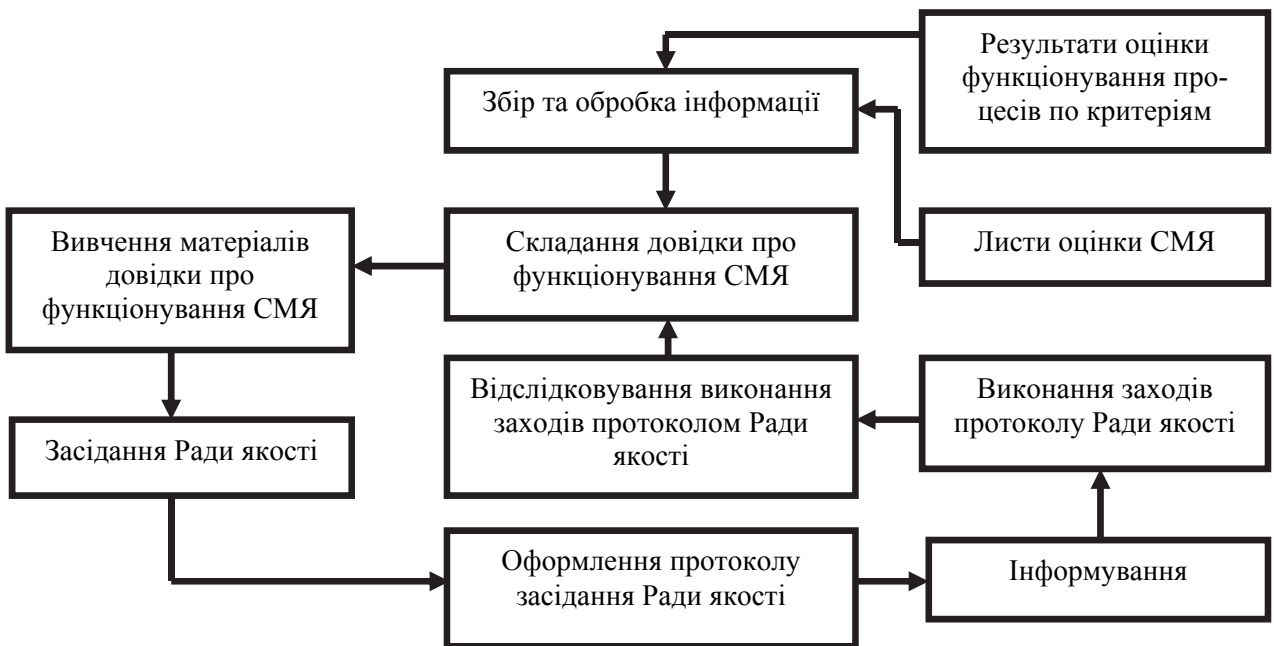 Результати оцінки
функціонування про-
цесів по критеріям
Збір та обробка інформації
Вивчення матеріалів
довідки про
функціонування СМЯ
Складання довідки про
функціонування СМЯ
Листи оцінки СМЯ
Відслідковування виконання
заходів протоколом Ради
якості
Виконання заходів
протоколу Ради якості
Засідання Ради якості
Оформлення протоколу
засідання Ради якості
Інформування